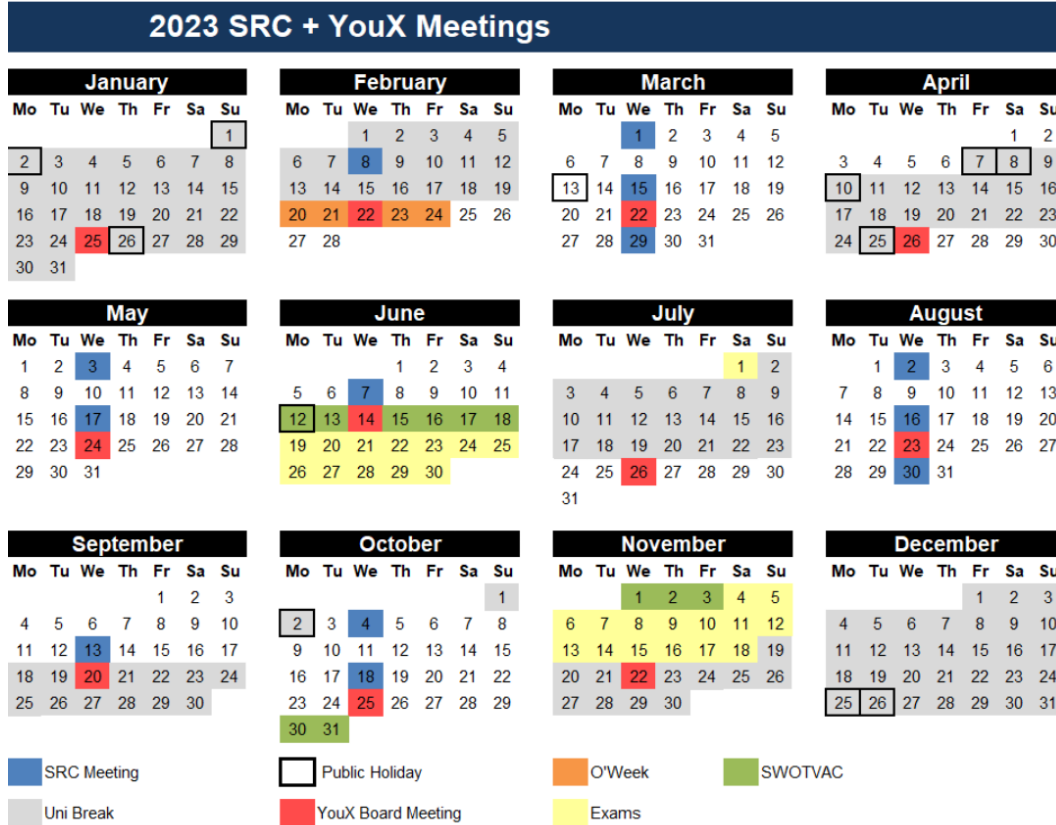 2023 SRC + YouX Meetings
January February March April
Mo Tu We Th Fr Sa Su Mo Tu We Th Fr Sa Su Mo Tu We Th Fr Sa Su Mo Tu We Th Fr Sa Su
1 1 2 3 4 5 1 2 3 4 5 1 2
2 3 4 5 6 7 8 6 7 8 9 10 11 12 6 7 8 9 10 11 12 3 4 5 6 7 8 9
9 10 11 12 13 14 15 13 14 15 16 17 18 19 13 14 15 16 17 18 19 10 11 12 13 14 15 16
16 17 18 19 20 21 22 20 21 22 23 24 25 26 20 21 22 23 24 25 26 17 18 19 20 21 22 23
23 24 25 26 27 28 29 27 28 27 28 29 30 31 24 25 26 27 28 29 30
30 31
May June July August
Mo Tu We Th Fr Sa Su Mo Tu We Th Fr Sa Su Mo Tu We Th Fr Sa Su Mo Tu We Th Fr Sa Su
1 2 3 4 5 6 7 1 2 3 4 1 2 1 2 3 4 5 6
8 9 10 11 12 13 14 5 6 7 8 9 10 11 3 4 5 6 7 8 9 7 8 9 10 11 12 13
15 16 17 18 19 20 21 12 13 14 15 16 17 18 10 11 12 13 14 15 16 14 15 16 17 18 19 20
22 23 24 25 26 27 28 19 20 21 22 23 24 25 17 18 19 20 21 22 23 21 22 23 24 25 26 27
29 30 31 26 27 28 29 30 24 25 26 27 28 29 30 28 29 30 31
31
September October November December
Mo Tu We Th Fr Sa Su Mo Tu We Th Fr Sa Su Mo Tu We Th Fr Sa Su Mo Tu We Th Fr Sa Su
1 2 3 1 1 2 3 4 5 1 2 3
4 5 6 7 8 9 10 2 3 4 5 6 7 8 6 7 8 9 10 11 12 4 5 6 7 8 9 10
11 12 13 14 15 16 17 9 10 11 12 13 14 15 13 14 15 16 17 18 19 11 12 13 14 15 16 17
18 19 20 21 22 23 24 16 17 18 19 20 21 22 20 21 22 23 24 25 26 18 19 20 21 22 23 24
25 26 27 28 29 30 23 24 25 26 27 28 29 27 28 29 30 25 26 27 28 29 30 31
30 31
SRC Meeting Public Holiday O'Week SWOTVAC
Uni Break YouX Board Meeting Exams